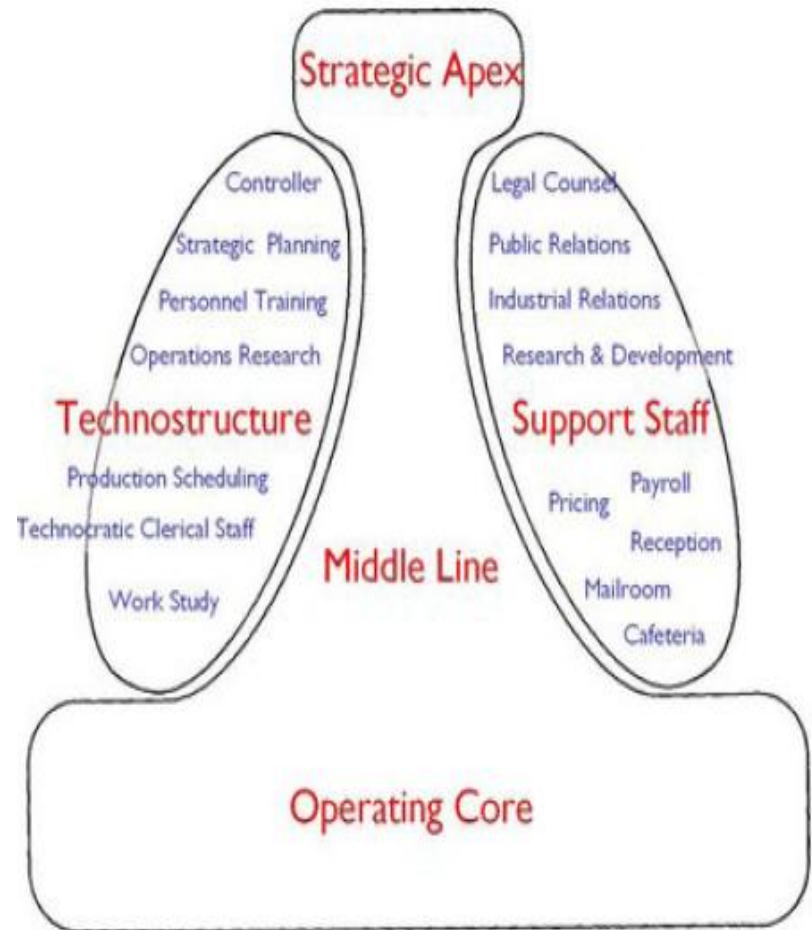 Strategic Apex
Controller
Strategic Planning
Personnel Training
Operations Research
Technostructure
Production Scheduling
Technocratic Clerical Staff
Work Study
Legal Counsel
Public Relations
Industrial Relations
Research & Development
Support Staff
Payroll
Pricing
Reception
Mailroom
Cafeteria
Middle Line
Operating Core